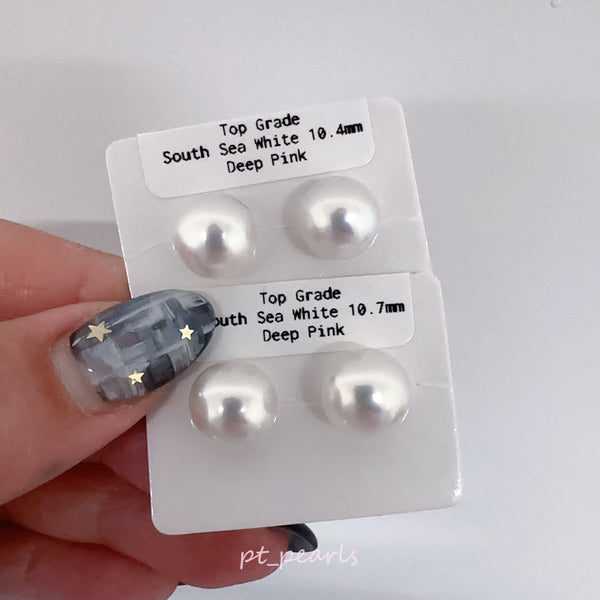 Top Grade
South Sea White 10.4mm
Deep Pink
Top Grade
outh Sea White 10.7mm
Deep Pink
pt_pearls